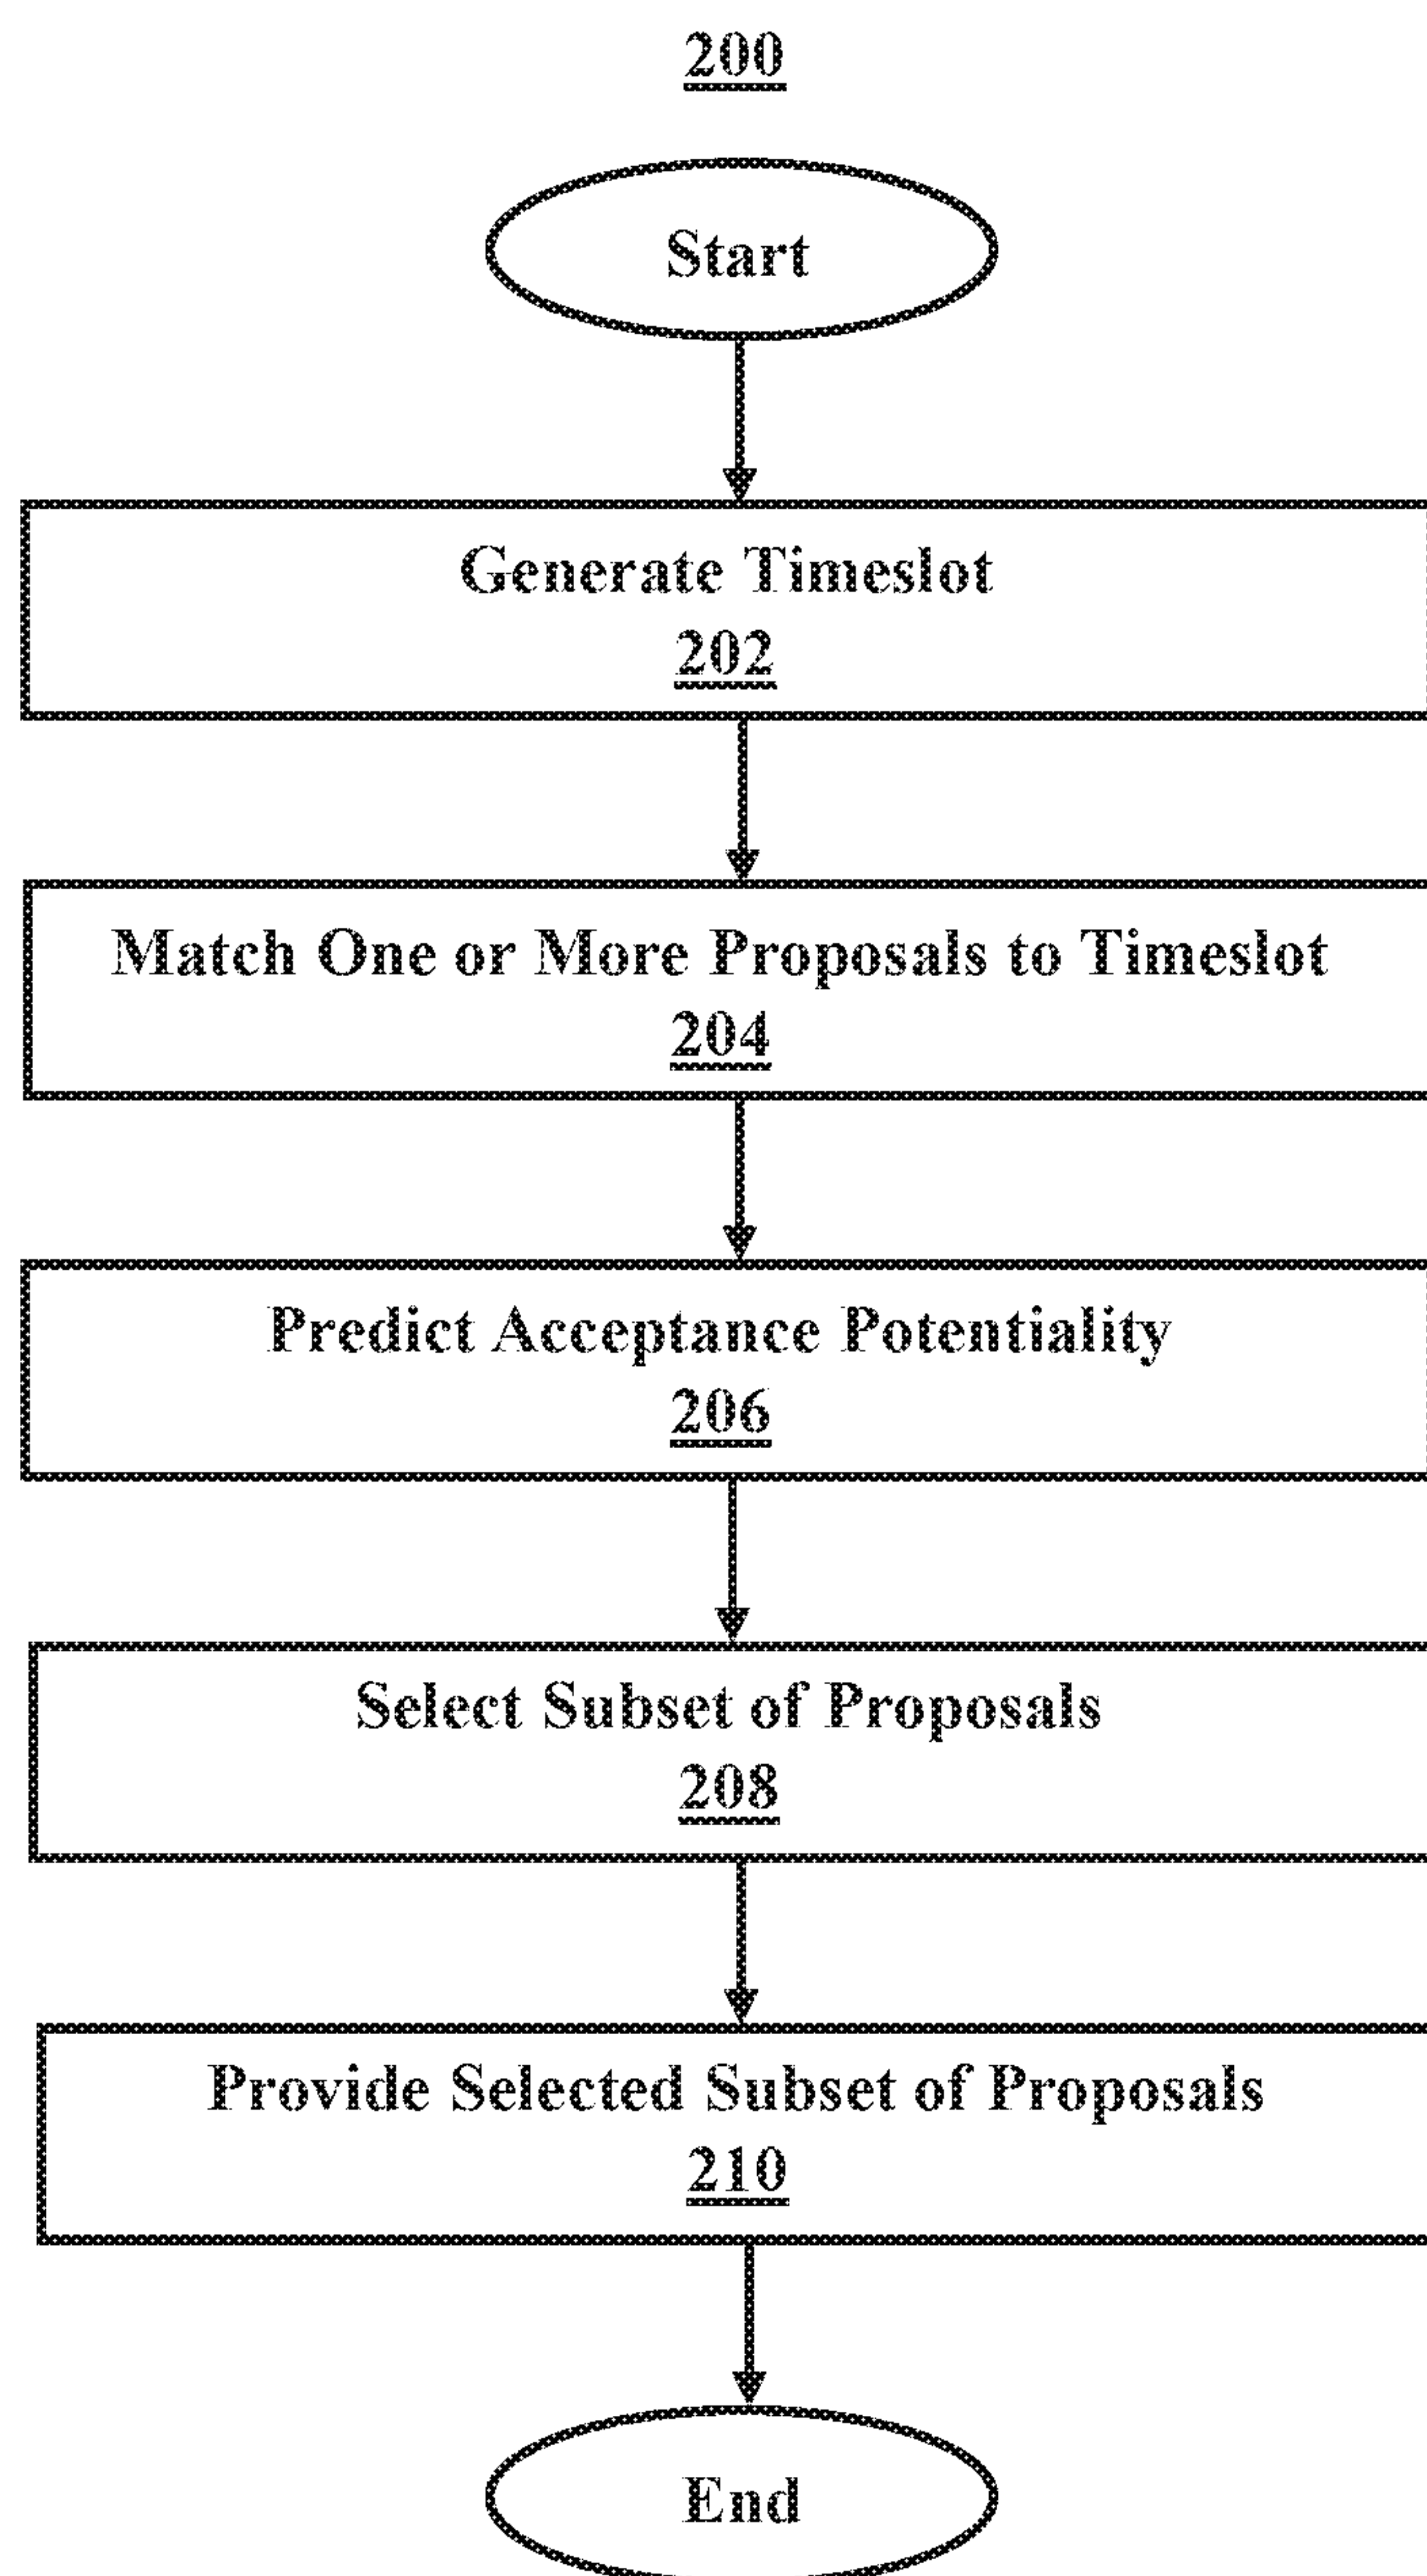 200
Start
Generate Timeslot
202
Match One or More Proposals to Timeslot
204
Predict Acceptance Potentiality
206
Select Subset of Proposals
208
Provide Selected Subset of Proposals
210
End